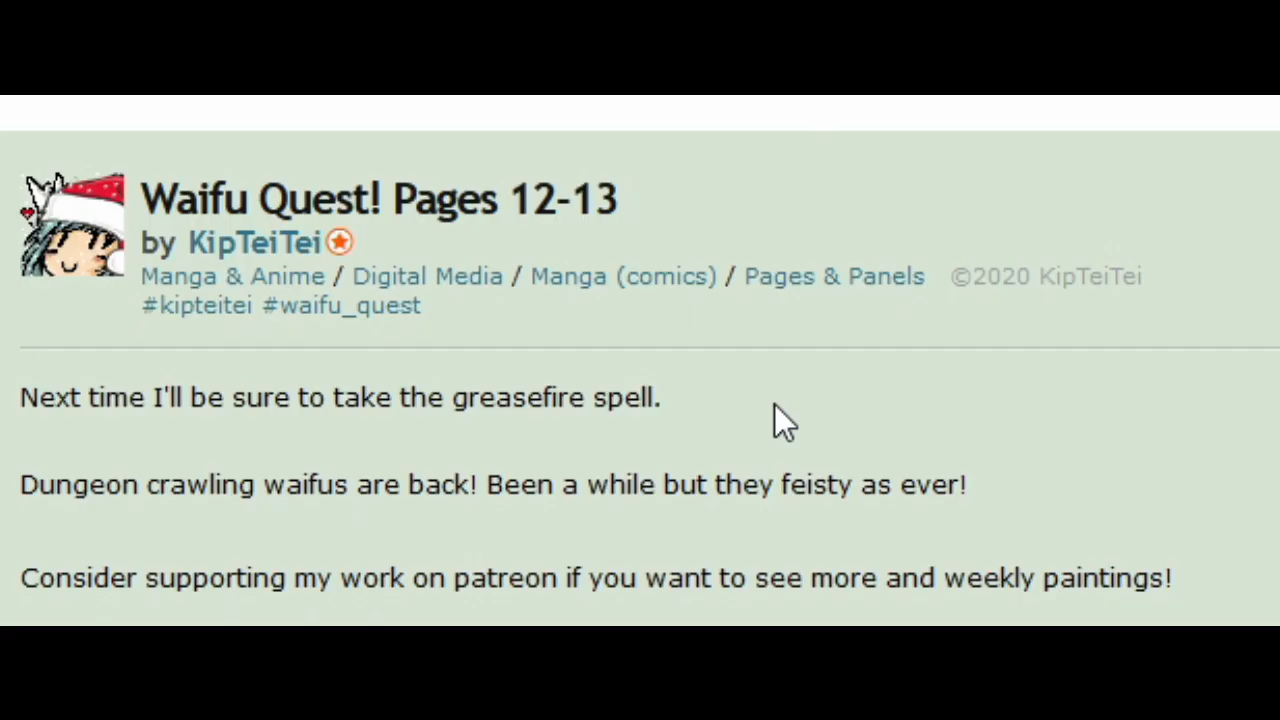 Waifu Quest! Pages 12-13
by KipTeiTei
Manga & Anime / Digital Media / Manga (comics) / Pages & Panels ©2020 KipTeiTei
#kipteitei #waifu_quest
Next time I'll be sure to take the greasefire spell.
Dungeon crawling waifus are back! Been a while but they feisty as ever!
Consider supporting my work on patreon if you want to see more and weekly paintings!